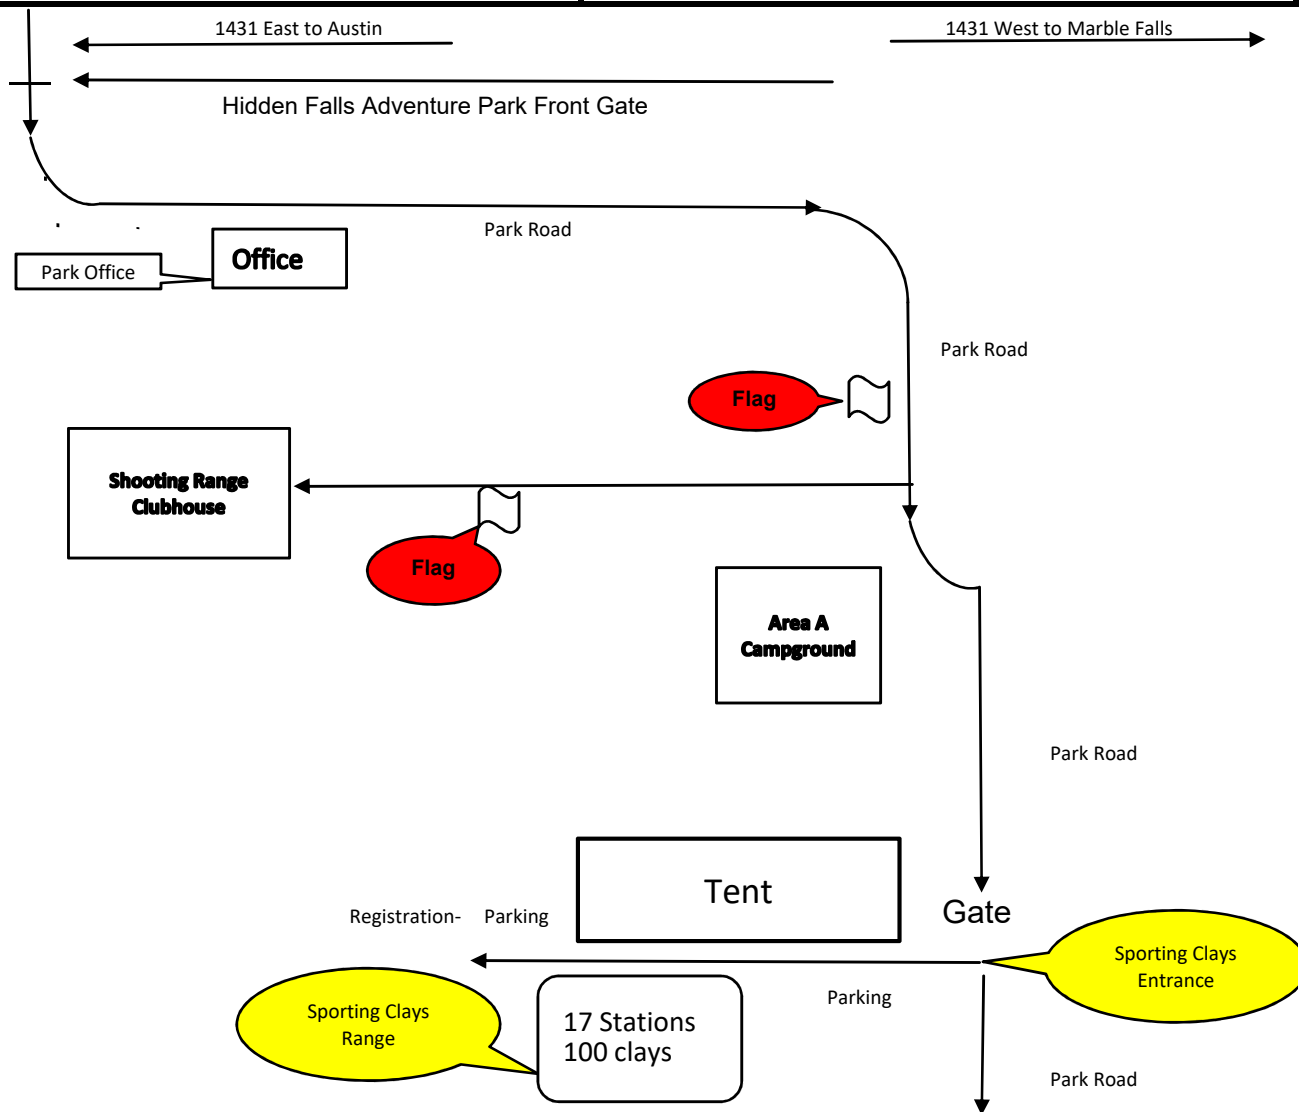 1431 East to Austin
1431 West to Marble Falls
Hidden Falls Adventure Park Front Gate
Park Road
Office
Park Office
Park Road
Flag
Shooting Range
Clubhouse
Flag
Area A
Campground
Park Road
Tent
Gate
Registration- Parking
Sporting Clays
Entrance
Parking
Sporting Clays
Range
17 Stations
100 clays
Park Road